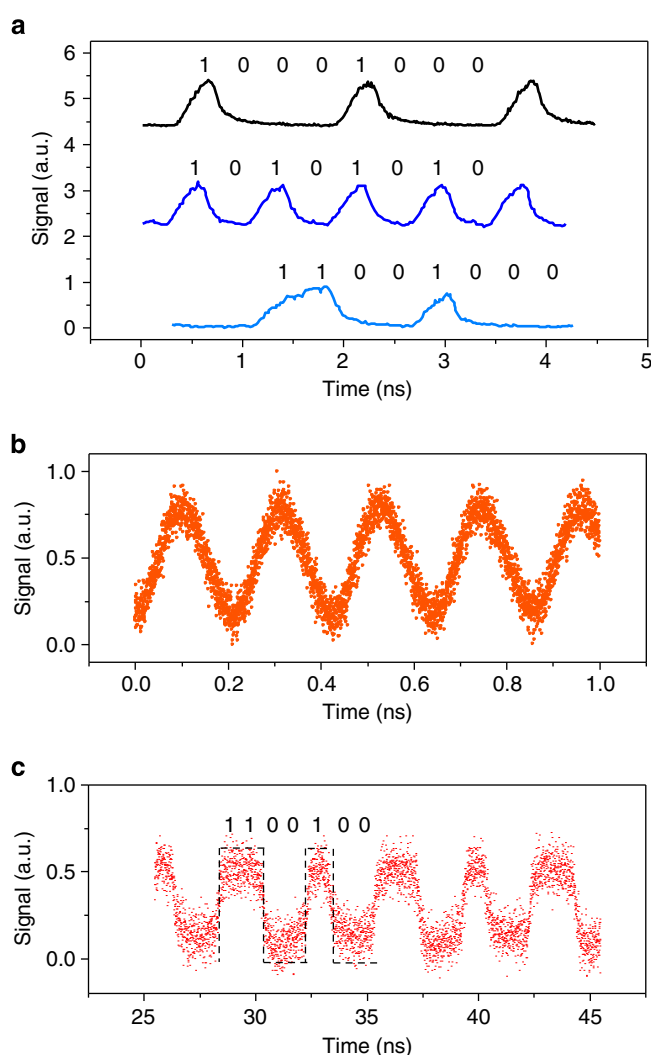 a
6
1 0 0 0 1 0 0 0
5
4
1 0 1 0 1 0 1 0
3
2
1 1 0 0 1 0 0 0
1
0
Signal (a.u.)
0 1 2 3 4 5
Time (ns)
b
1.0
0.5
0.0
Signal (a.u.)
0.0 0.2 0.4 0.6 0.8 1.0
Time (ns)
c
1.0
1 1 0 0 1 0 0
0.5
0.0
Signal (a.u.)
25 30 35 40 45
Time (ns)